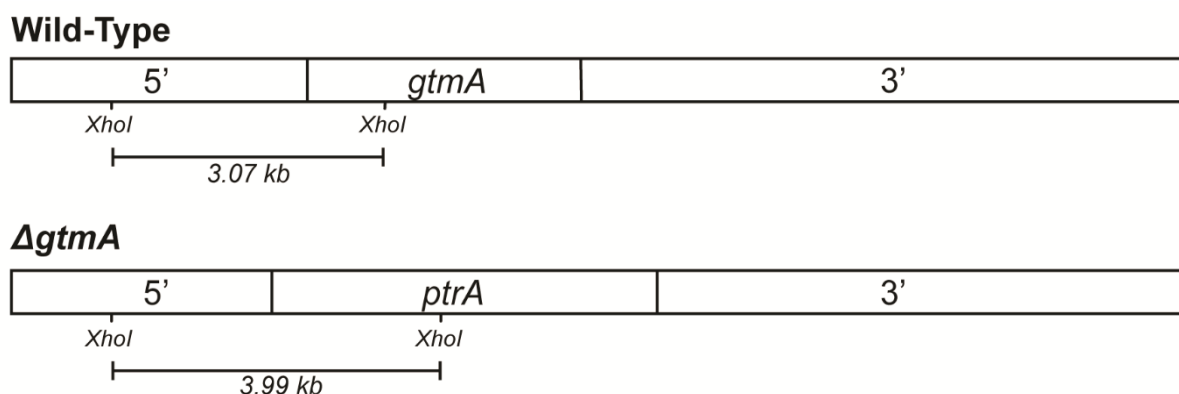 Wild-Type
5’ gtmA 3’
XhoI XhoI
3.07 kb
ΔgtmA
5’ ptrA 3’
XhoI XhoI
3.99 kb